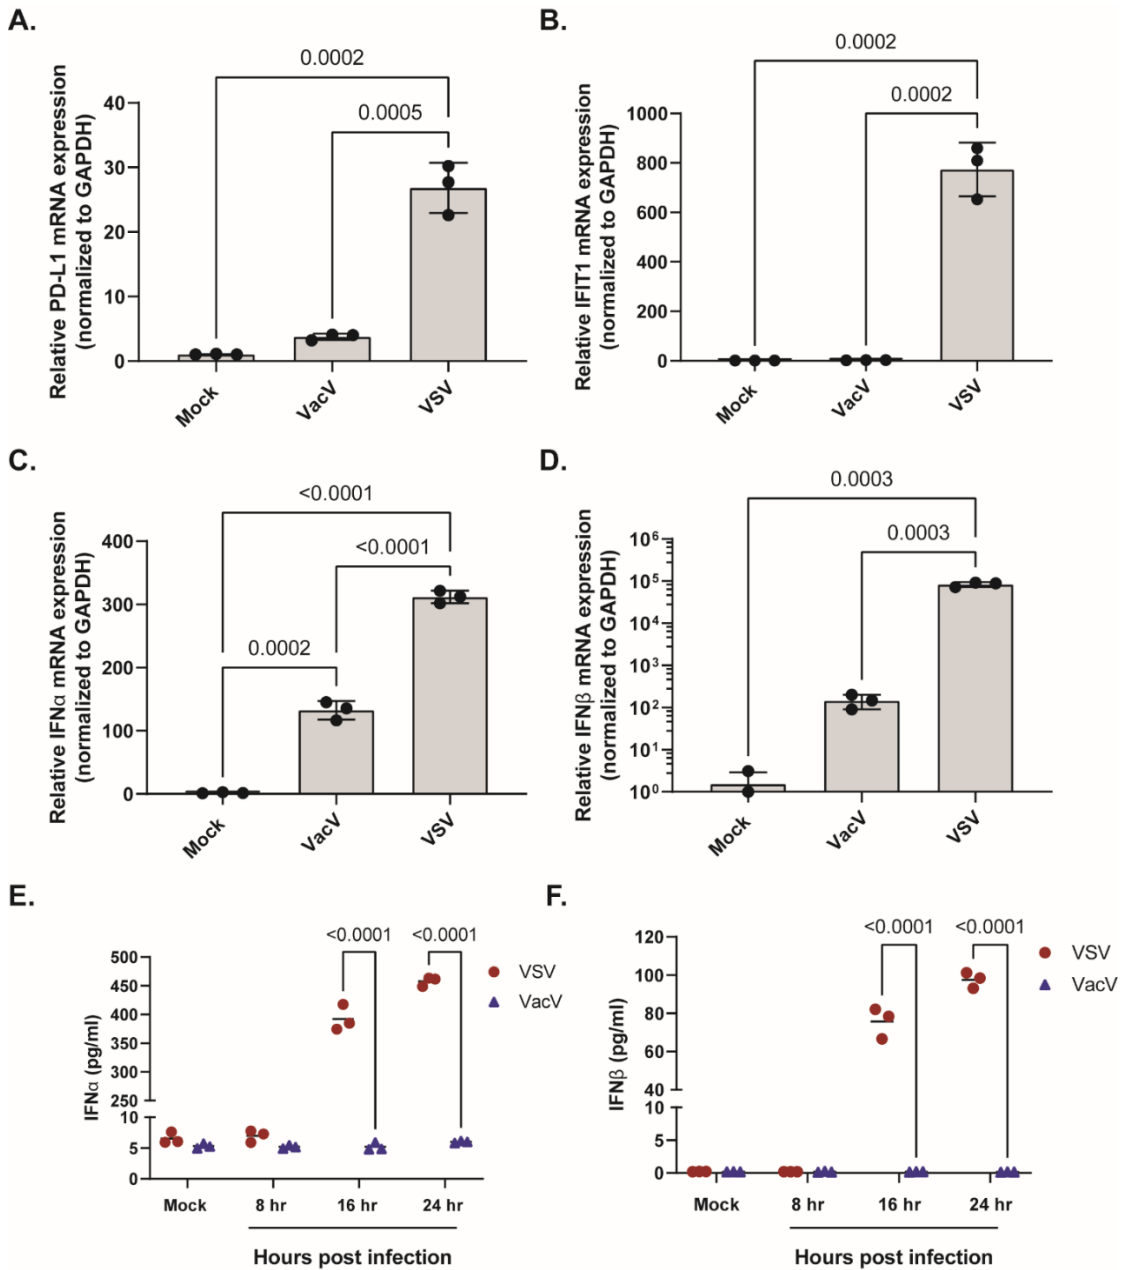 A.
0.0002
0.0005
Relative PD-L1 mRNA expression
(normalized to GAPDH)
40
30
20
10
0
Mock
VacV
VSV
B.
0.0002
0.0002
Relative IFIT1 mRNA expression
(normalized to GAPDH)
1000
800
600
400
200
0
Mock
VacV
VSV
C.
<0.0001
<0.0001
0.0002
Relative IFNα mRNA expression
(normalized to GAPDH)
400
300
200
100
0
Mock
VacV
VSV
D.
0.0003
0.0003
Relative IFNβ mRNA expression
(normalized to GAPDH)
10⁶
10⁵
10⁴
10³
10²
10¹
10⁰
Mock
VacV
VSV
E.
<0.0001
<0.0001
IFNα (pg/ml)
500
450
400
350
300
250
10
5
0
VSV
VacV
Mock
8 hr
16 hr
24 hr
Hours post infection
F.
<0.0001
<0.0001
IFNβ (pg/ml)
120
100
80
60
40
10
5
0
VSV
VacV
Mock
8 hr
16 hr
24 hr
Hours post infection